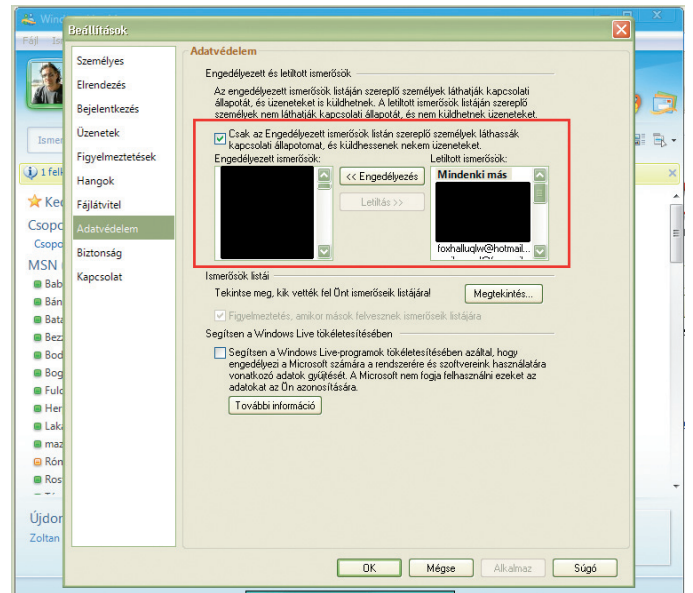 Beállítások
Fájl
Személyes
Elrendezés
Bejelentkezés
Üzenetek
Figyelmeztetések
Hangok
Fájlátvitel
Adatvédelem
Biztonság
Kapcsolat
Adatvédelem
Engedélyezett és letiltott ismerősök
Az engedélyezett ismerősök listáján szereplő személyek láthatják kapcsolati
állapotát, és üzeneteket is küldhetnek. A letiltott ismerősök listáján szereplő
személyek nem láthatják kapcsolati állapotát, és nem küldhetnek üzeneteket.
Csak az Engedélyezett ismerősök listán szereplő személyek láthassák
kapcsolati állapotomat, és küldhessenek nekem üzeneteket.
Engedélyezett ismerősök:
Letiltott ismerősök:
<< Engedélyezés
Letiltás >>
Mindenki más
foxhalluqlw@hotmail...
Ismerősök listái
Tekintse meg, kik vették fel Önt ismerőseik listájára!
Megtekintés...
Figyelmeztetés, amikor mások felvesznek ismerőseik listájára
Segítsen a Windows Live tökéletesítésében
Segítsen a Windows Live-programok tökéletesítésében azáltal, hogy
engedélyezi a Microsoft számára a rendszerére és szoftvereink használatára
vonatkozó adatok gyűjtését. A Microsoft nem fogja felhasználni ezeket az
adatokat az Ön azonosítására.
További információ
OK
Mégse
Alkalmaz
Súgó
MSN
Zoltan